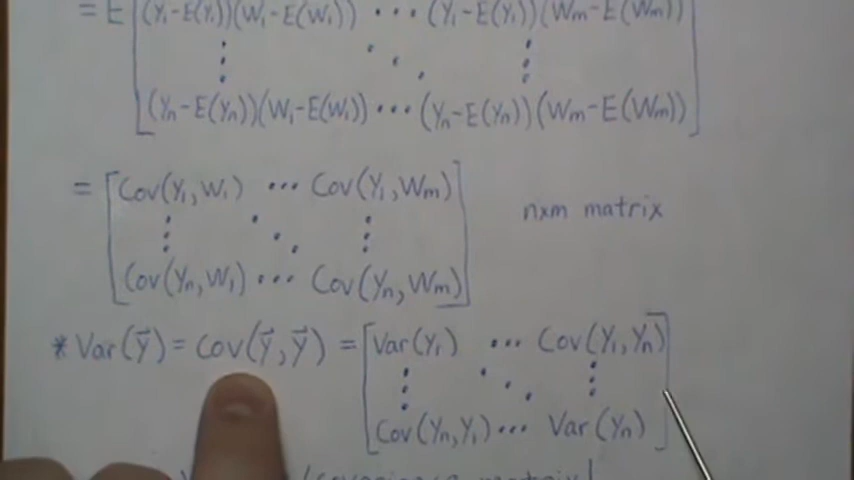 = E [ (Y₁-E(Y₁))(W₁-E(W₁)) ··· (Y₁-E(Y₁))(Wm-E(Wm))
⋮ ⋱ ⋮
(Yn-E(Yn))(W₁-E(W₁)) ··· (Yn-E(Yn))(Wm-E(Wm)) ]
= [ Cov(Y₁,W₁) ··· Cov(Y₁,Wm)
⋮ ⋱ ⋮ nxm matrix
Cov(Yn,W₁) ··· Cov(Yn,Wm) ]
* Var(Y⃗) = Cov(Y⃗,Y⃗) = [ Var(Y₁) ··· Cov(Y₁,Yn)
⋮ ⋱ ⋮
Cov(Yn,Y₁) ··· Var(Yn) ]
matrix